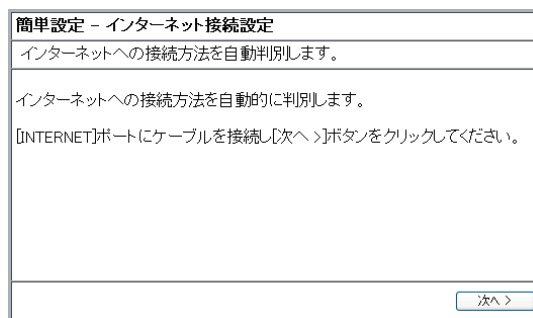 簡単設定 − インターネット接続設定
インターネットへの接続方法を自動判別します。
インターネットへの接続方法を自動的に判別します。
[INTERNET]ポートにケーブルを接続し[次へ >]ボタンをクリックしてください。
次へ >